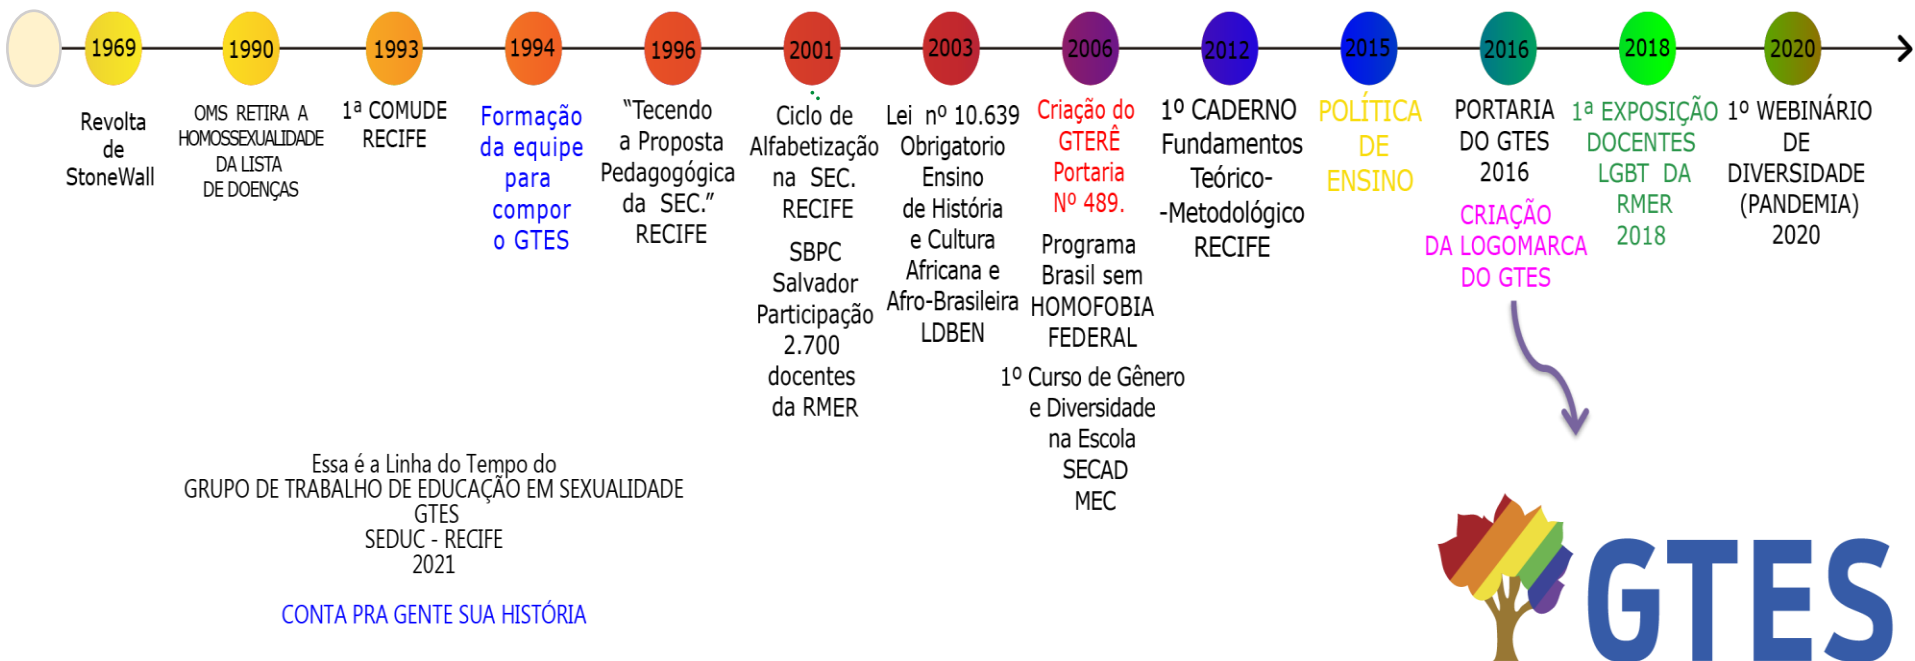 1969
Revolta
de
StoneWall
1990
OMS RETIRA A
HOMOSSEXUALIDADE
DA LISTA
DE DOENÇAS
1993
1ª COMUDE
RECIFE
1994
Formação
da equipe
para
compor
o GTES
1996
“Tecendo
a Proposta
Pedagogógica
da SEC.”
RECIFE
2001
Ciclo de
Alfabetização
na SEC.
RECIFE
SBPC
Salvador
Participação
2.700
docentes
da RMER
2003
Lei nº 10.639
Obrigatorio
Ensino
de História
e Cultura
Africana e
Afro-Brasileira
LDBEN
2006
Criação do
GTERÊ
Portaria
Nº 489.
Programa
Brasil sem
HOMOFOBIA
FEDERAL
1º Curso de Gênero
e Diversidade
na Escola
SECAD
MEC
2012
1º CADERNO
Fundamentos
Teórico-
-Metodológico
RECIFE
2015
POLÍTICA
DE
ENSINO
2016
PORTARIA
DO GTES
2016
CRIAÇÃO
DA LOGOMARCA
DO GTES
2018
1ª EXPOSIÇÃO
DOCENTES
LGBT DA
RMER
2018
2020
1º WEBINÁRIO
DE
DIVERSIDADE
(PANDEMIA)
2020
Essa é a Linha do Tempo do
GRUPO DE TRABALHO DE EDUCAÇÃO EM SEXUALIDADE
GTES
SEDUC - RECIFE
2021
CONTA PRA GENTE SUA HISTÓRIA
GTES